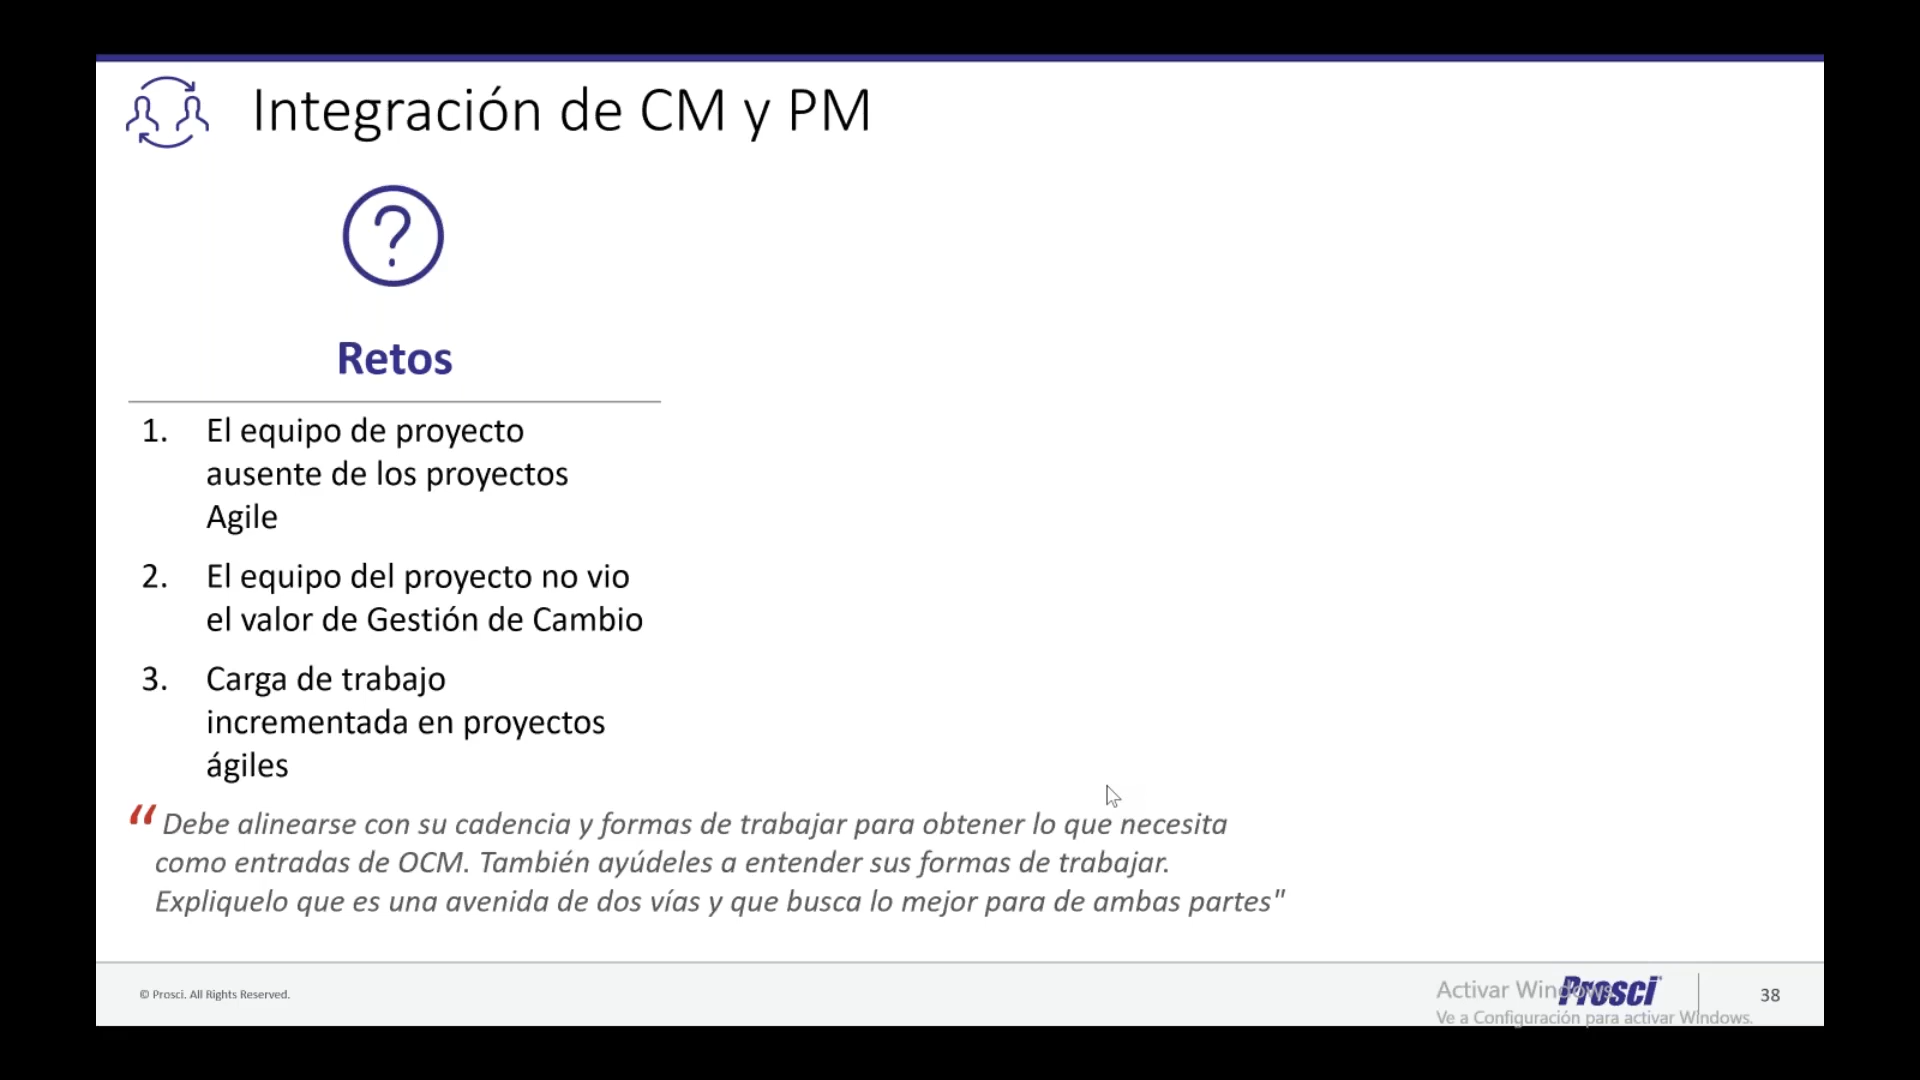 Integración de CM y PM
?
Retos
1. El equipo de proyecto
ausente de los proyectos
Agile
2. El equipo del proyecto no vio
el valor de Gestión de Cambio
3. Carga de trabajo
incrementada en proyectos
ágiles
“ Debe alinearse con su cadencia y formas de trabajar para obtener lo que necesita
como entradas de OCM. También ayúdeles a entender sus formas de trabajar.
Expliquelo que es una avenida de dos vías y que busca lo mejor para de ambas partes"
© Prosci. All Rights Reserved.
Activar Windows
Prosci
38
Ve a Configuración para activar Windows.